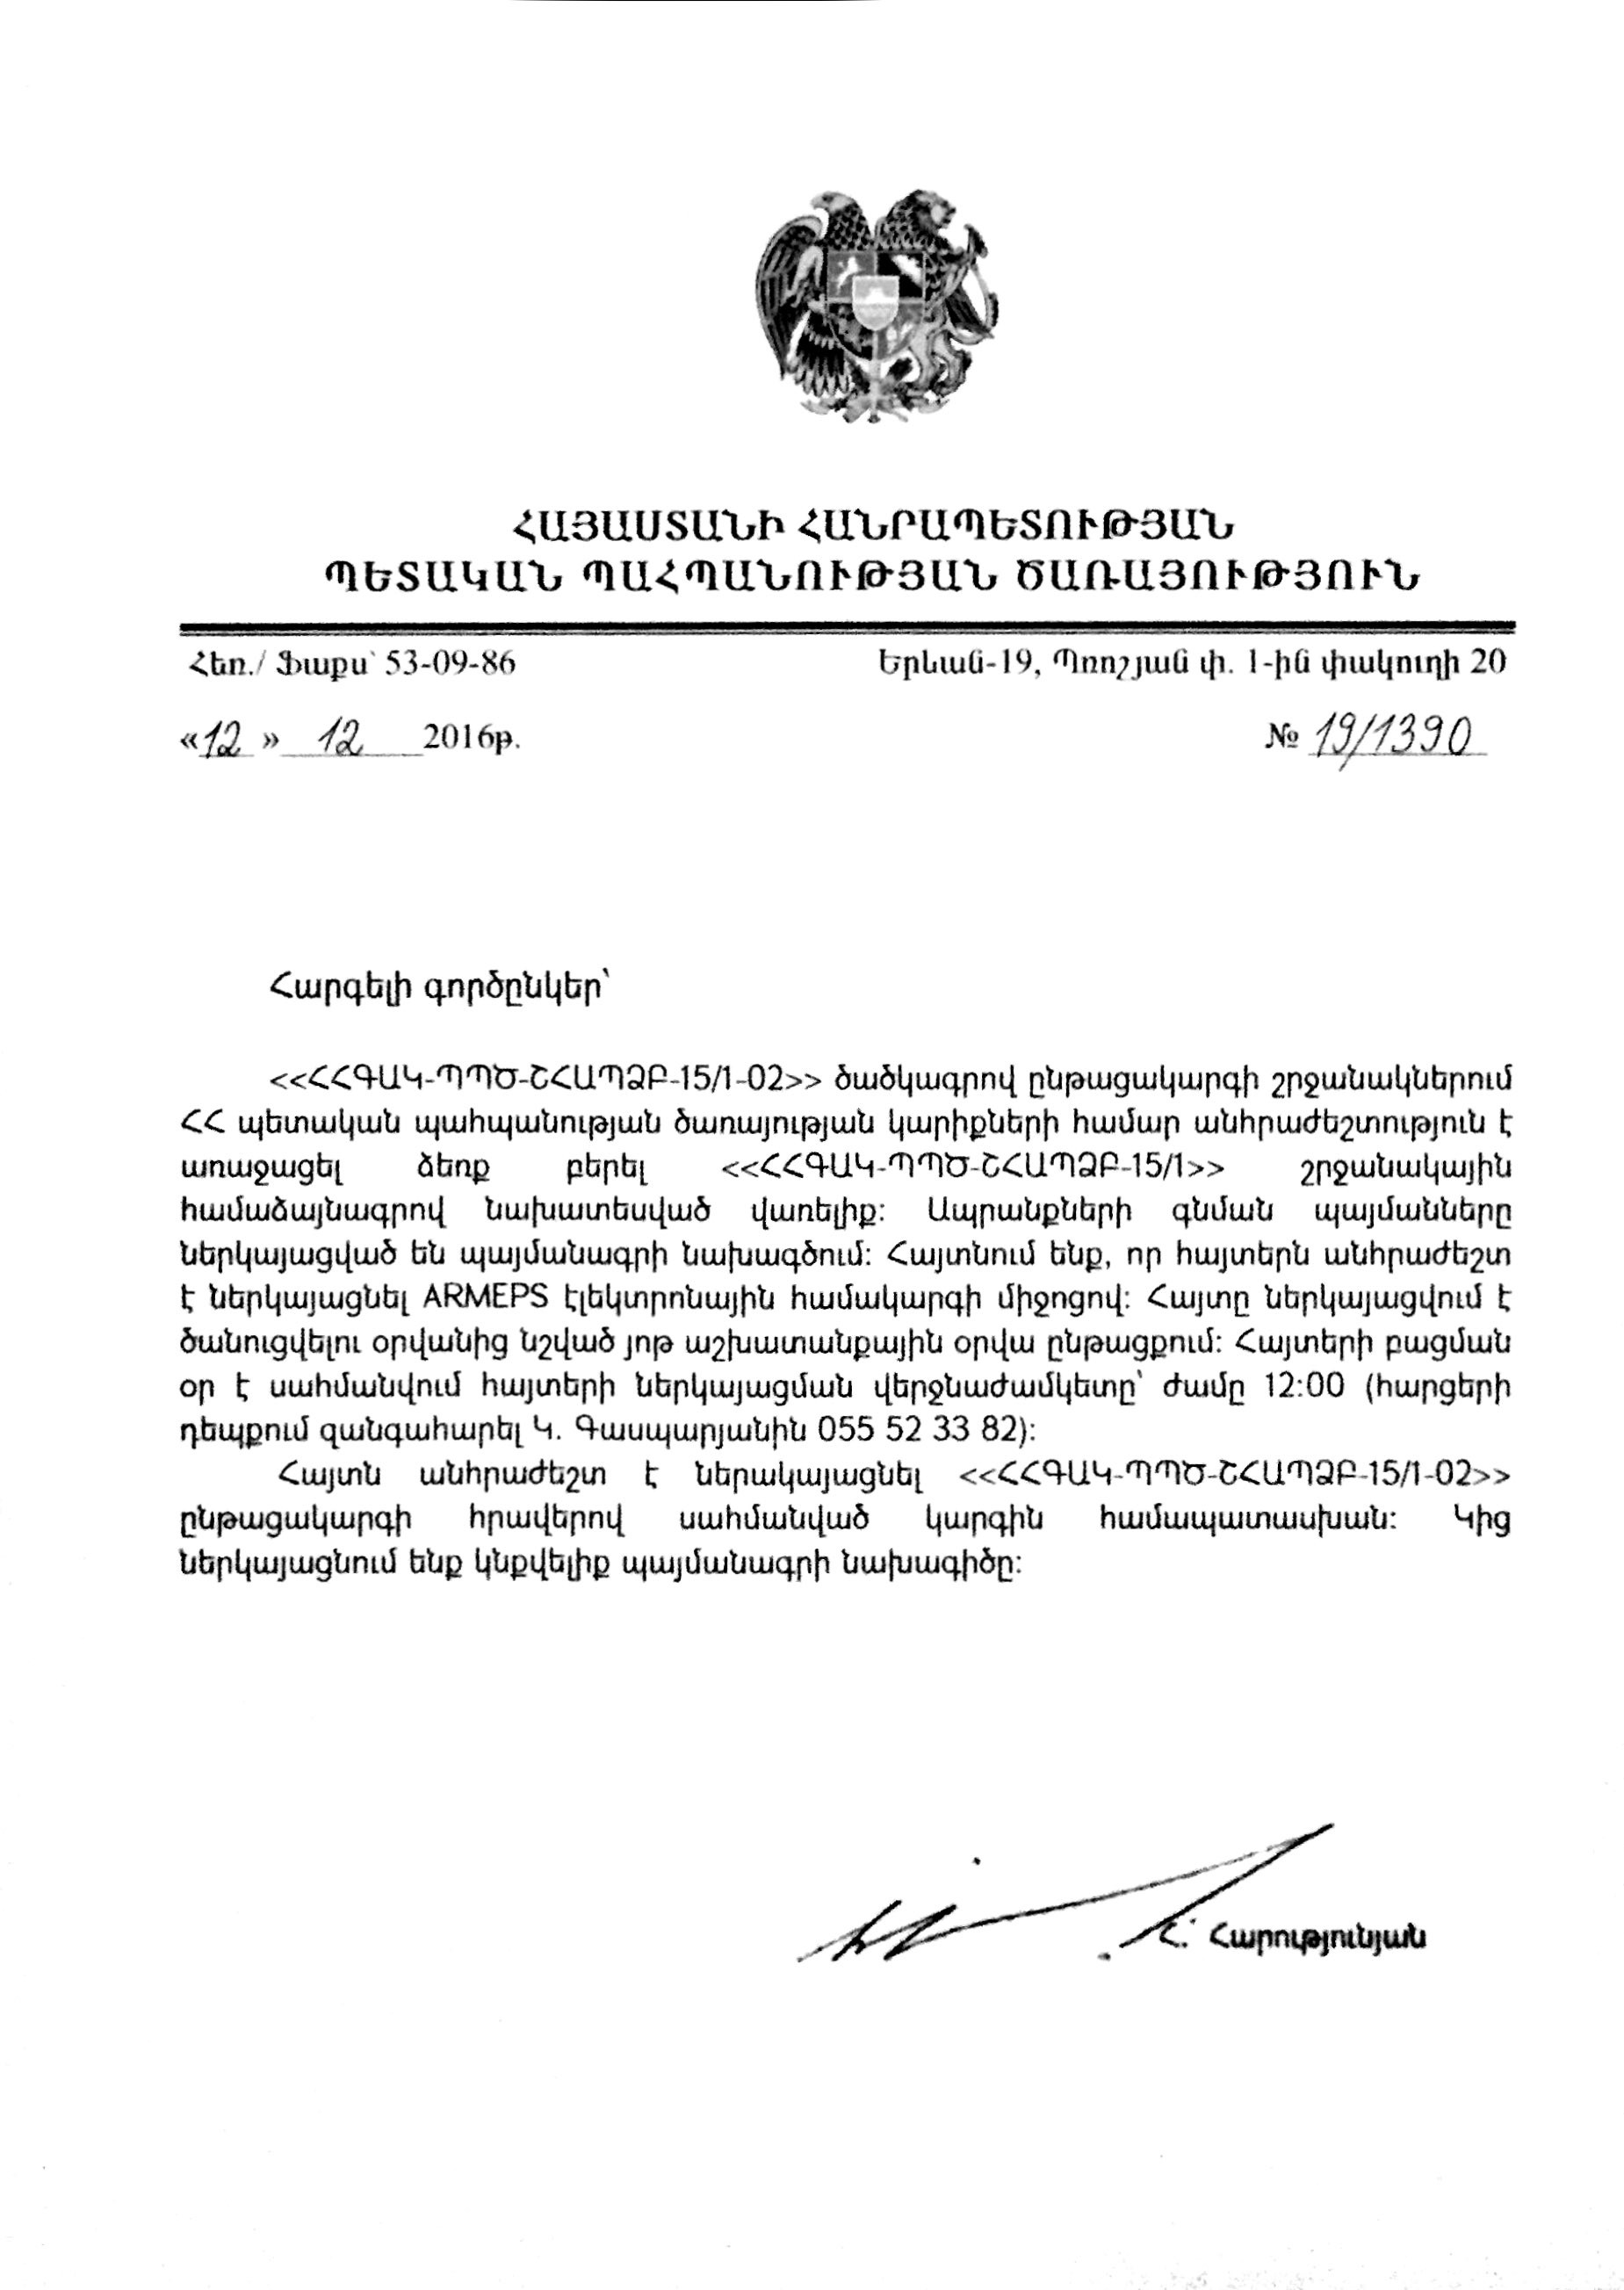 ՀԱՅԱՍՏԱՆԻ ՀԱՆՐԱՊԵՏՈՒԹՅԱՆ
ՊԵՏԱԿԱՆ ՊԱՀՊԱՆՈՒԹՅԱՆ ԾԱՌԱՅՈՒԹՅՈՒՆ
Հեռ./ Ֆաքս՝ 53-09-86 Երևան-19, Պռոշյան փ. 1-ին փակուղի 20
«12» 12 2016թ. № 19/1390
Հարգելի գործընկեր՝
<<ՀՀԳԱԿ-ՊՊԾ-ՇՀԱՊՁԲ-15/1-02>> ծածկագրով ընթացակարգի շրջանակներում
ՀՀ պետական պահպանության ծառայության կարիքների համար անհրաժեշտություն է
առաջացել ձեռք բերել <<ՀՀԳԱԿ-ՊՊԾ-ՇՀԱՊՁԲ-15/1>> շրջանակային
համաձայնագրով նախատեսված վառելիք: Ապրանքների գնման պայմանները
ներկայացված են պայմանագրի նախագծում: Հայտնում ենք, որ հայտերն անհրաժեշտ
է ներկայացնել ARMEPS էլեկտրոնային համակարգի միջոցով: Հայտը ներկայացվում է
ծանուցվելու օրվանից նշված յոթ աշխատանքային օրվա ընթացքում: Հայտերի բացման
օր է սահմանվում հայտերի ներկայացման վերջնաժամկետը՝ ժամը 12:00 (հարցերի
դեպքում զանգահարել Կ. Գասպարյանին 055 52 33 82):
Հայտն անհրաժեշտ է ներակայացնել <<ՀՀԳԱԿ-ՊՊԾ-ՇՀԱՊՁԲ-15/1-02>>
ընթացակարգի հրավերով սահմանված կարգին համապատասխան: Կից
ներկայացնում ենք կնքվելիք պայմանագրի նախագիծը:
Հ. Հարությունյան